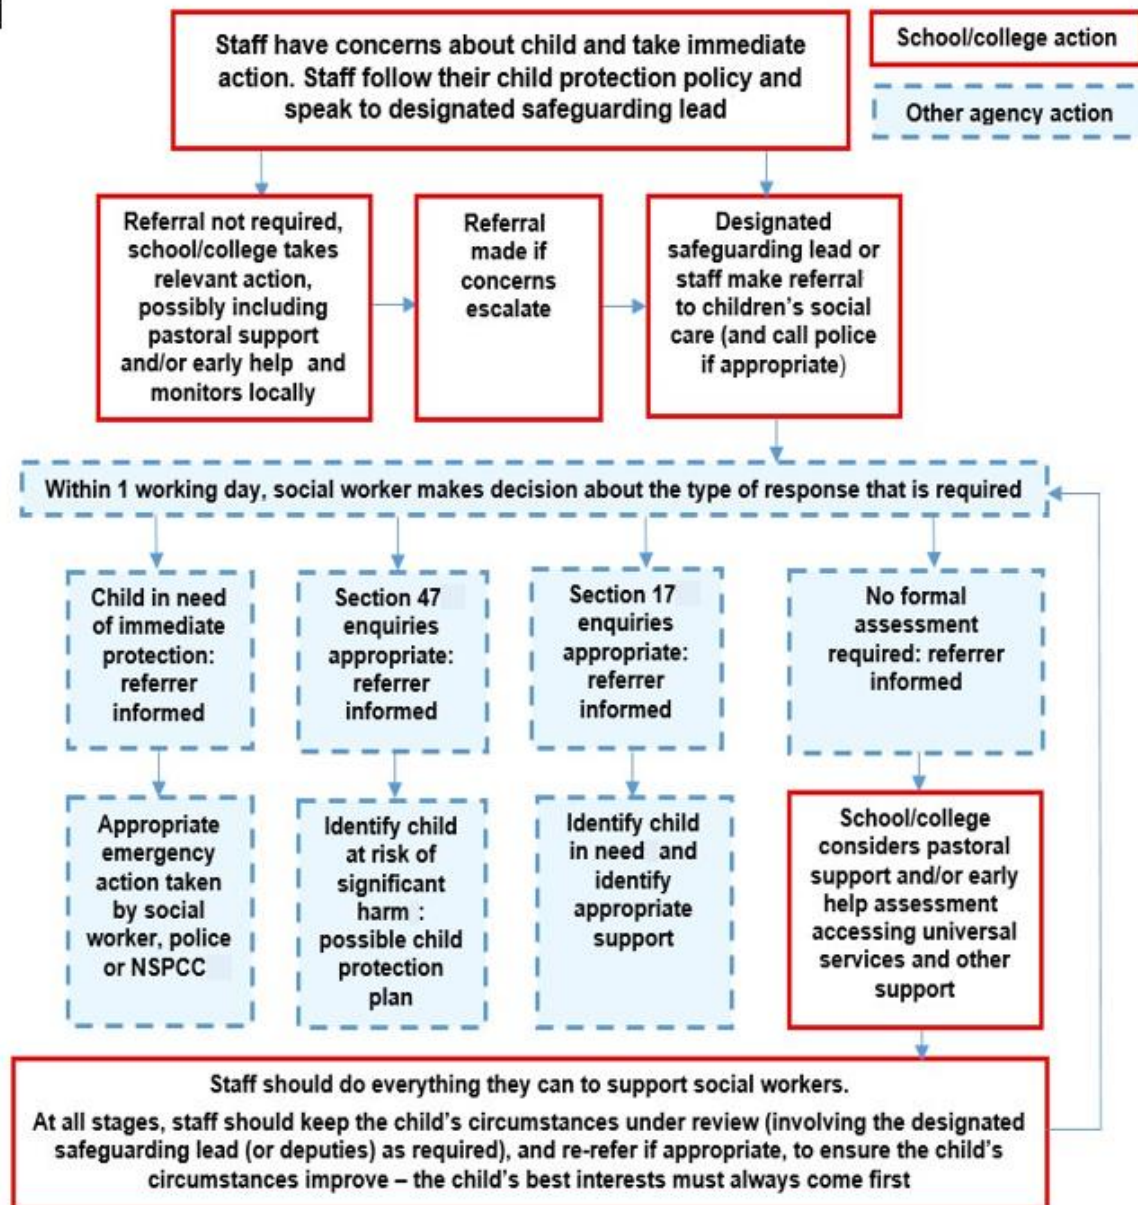 Staff have concerns about child and take immediate
action. Staff follow their child protection policy and
speak to designated safeguarding lead
School/college action
Other agency action
Referral not required,
school/college takes
relevant action,
possibly including
pastoral support
and/or early help and
monitors locally
Referral
made if
concerns
escalate
Designated
safeguarding lead or
staff make referral
to children's social
care (and call police
if appropriate)
Within 1 working day, social worker makes decision about the type of response that is required
Child in need
of immediate
protection:
referrer
informed
Section 47
enquiries
appropriate:
referrer
informed
Section 17
enquiries
appropriate:
referrer
informed
No formal
assessment
required: referrer
informed
Appropriate
emergency
action taken
by social
worker, police
or NSPCC
Identify child
at risk of
significant
harm :
possible child
protection
plan
Identify child
in need and
identify
appropriate
support
School/college
considers pastoral
support and/or early
help assessment
accessing universal
services and other
support
Staff should do everything they can to support social workers.
At all stages, staff should keep the child's circumstances under review (involving the designated
safeguarding lead (or deputies) as required), and re-refer if appropriate, to ensure the child's
circumstances improve – the child's best interests must always come first